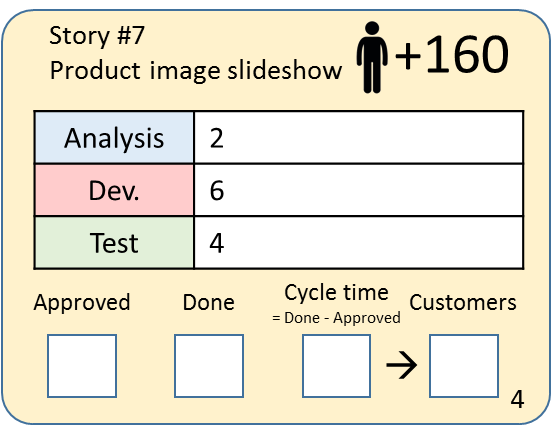 Story #7
Product image slideshow
+160
Analysis 2
Dev. 6
Test 4
Approved Done Cycle time Customers
= Done - Approved
4